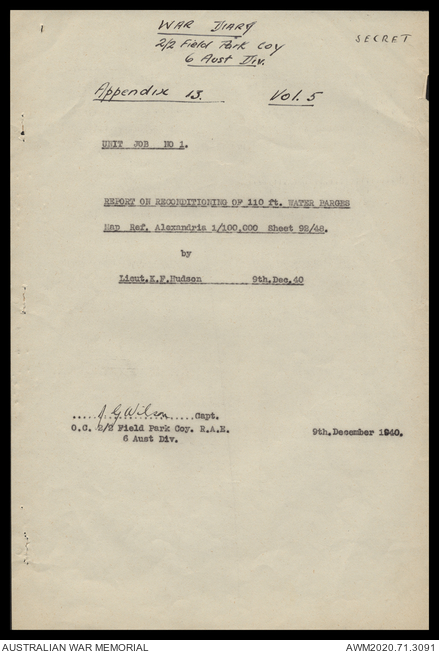 1
WAR DIARY
2/2 Field Park Coy
6 Aust Div.
SECRET
Appendix 13. Vol. 5
UNIT JOB NO 1.
REPORT ON RECONDITIONING OF 110 ft. WATER BARGES
Map Ref. Alexandria 1/100,000 Sheet 92/48.
by
Lieut.K.F.Hudson 9th.Dec.40
.....J.G.Wilson.....Capt.
O.C. 2/2 Field Park Coy. R.A.E.
6 Aust Div.
9th.December 1940.
AUSTRALIAN WAR MEMORIAL
AWM2020.71.3091